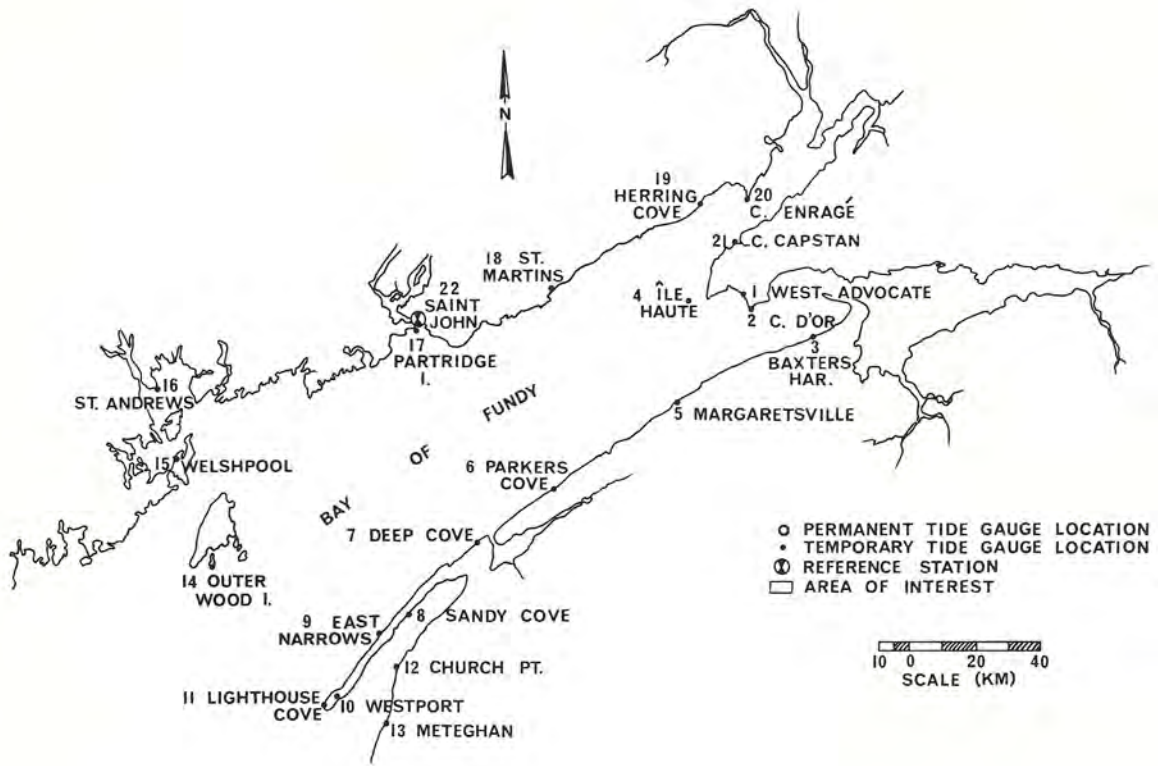 N
19
HERRING
COVE
20
C. ENRAGÉ
21 C. CAPSTAN
18 ST.
MARTINS
22
SAINT
JOHN
4 ÎLE
HAUTE
1 WEST ADVOCATE
2 C. D'OR
17
PARTRIDGE
I.
3
BAXTERS
HAR.
16
ST. ANDREWS
5 MARGARETSVILLE
BAY OF FUNDY
15 WELSHPOOL
6 PARKERS
COVE
7 DEEP COVE
14 OUTER
WOOD I.
9 EAST
NARROWS
8 SANDY COVE
12 CHURCH PT.
11 LIGHTHOUSE
COVE
10 WESTPORT
13 METEGHAN
PERMANENT TIDE GAUGE LOCATION
TEMPORARY TIDE GAUGE LOCATION
REFERENCE STATION
AREA OF INTEREST
10 0 20 40
SCALE (KM)